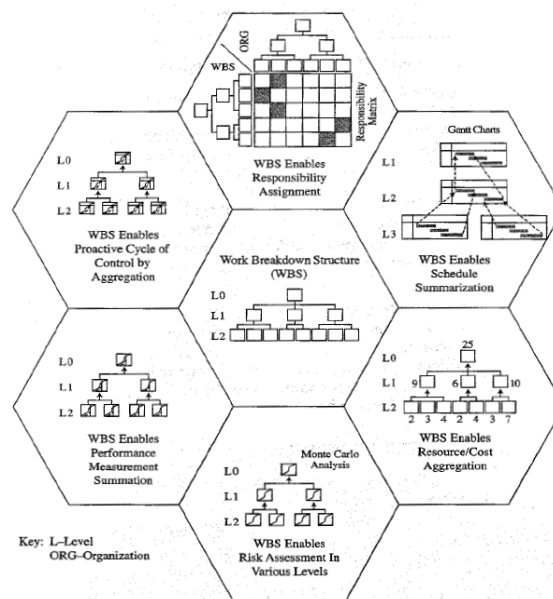 ORG
WBS
Responsibility
Matrix
WBS Enables
Responsibility
Assignment
L0
L1
L2
WBS Enables
Proactive Cycle of
Control by
Aggregation
Gantt Charts
L1
L2
L3
WBS Enables
Schedule
Summarization
Work Breakdown Structure
(WBS)
L0
L1
L2
L0
L1
L2
WBS Enables
Performance
Measurement
Summation
25
L0
L1
9
6
10
L2
2 3 4 2 4 3 7
WBS Enables
Resource/Cost
Aggregation
Monte Carlo
Analysis
L0
L1
L2
WBS Enables
Risk Assessment In
Various Levels
Key: L–Level
ORG–Organization